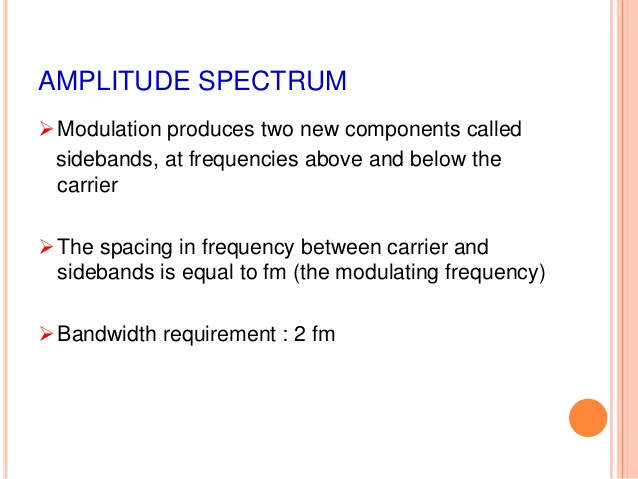 AMPLITUDE SPECTRUM
➢Modulation produces two new components called
sidebands, at frequencies above and below the
carrier
➢The spacing in frequency between carrier and
sidebands is equal to fm (the modulating frequency)
➢Bandwidth requirement : 2 fm